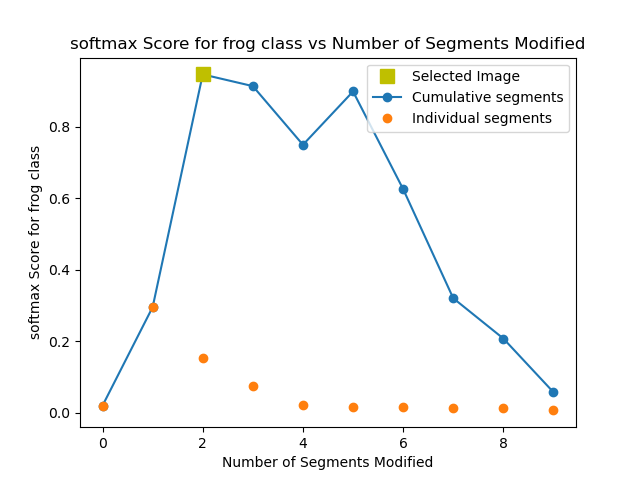 softmax Score for frog class vs Number of Segments Modified
Selected Image
Cumulative segments
Individual segments
softmax Score for frog class
0.8
0.6
0.4
0.2
0.0
0 2 4 6 8
Number of Segments Modified